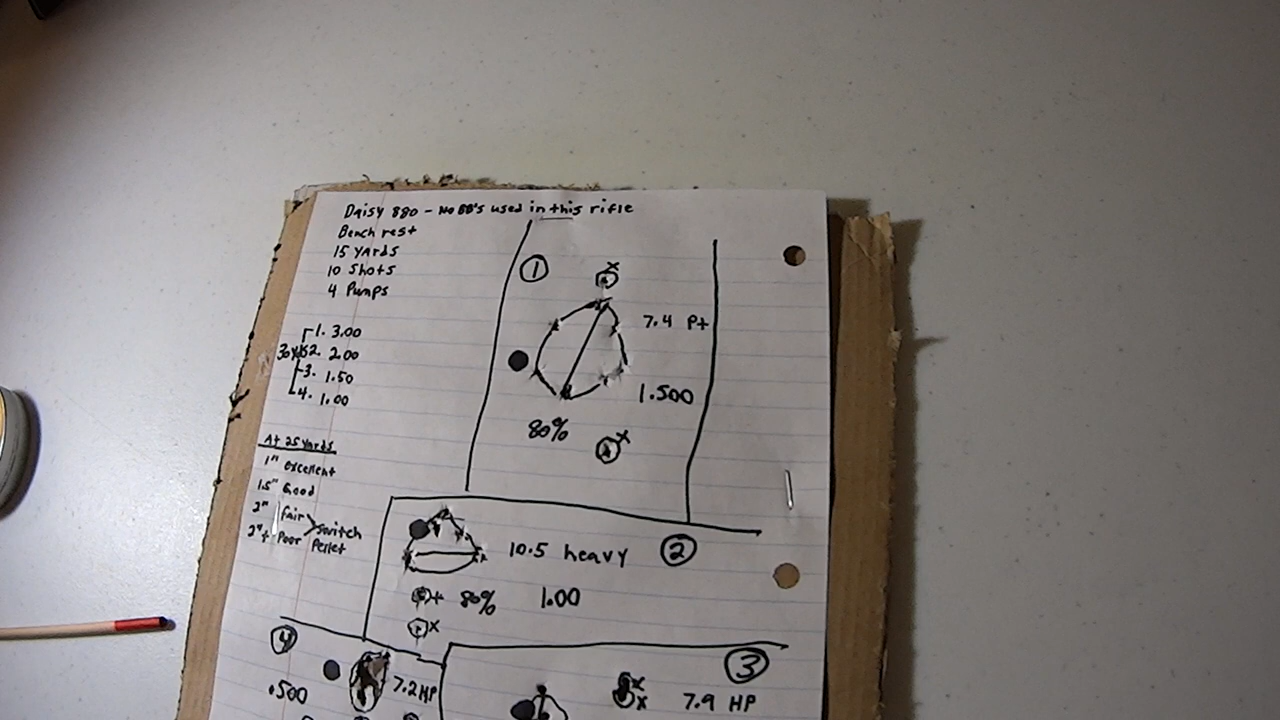 Daisy 880 - No BB's used in this rifle
Bench rest
15 yards
10 Shots
4 Pumps
1. 3.00
2. 2.00
3. 1.50
4. 1.00
At 25 yards
1" excellent
1.5" Good
2" fair
2"+ Poor
Switch
Pellet
1
x
7.4 Pt
1.500
80%
x
10.5 heavy
2
80%
1.00
x
4
.500
7.2 HP
3
x
x
7.9 HP